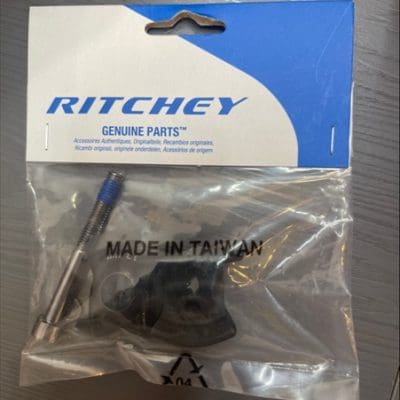 RITCHEY
GENUINE PARTS™
Accessoires Authentiques, Originalteile, Recambios originales,
Ricambi originali, originele onderdelen, Acessórios de origem
MADE IN TAIWAN
04